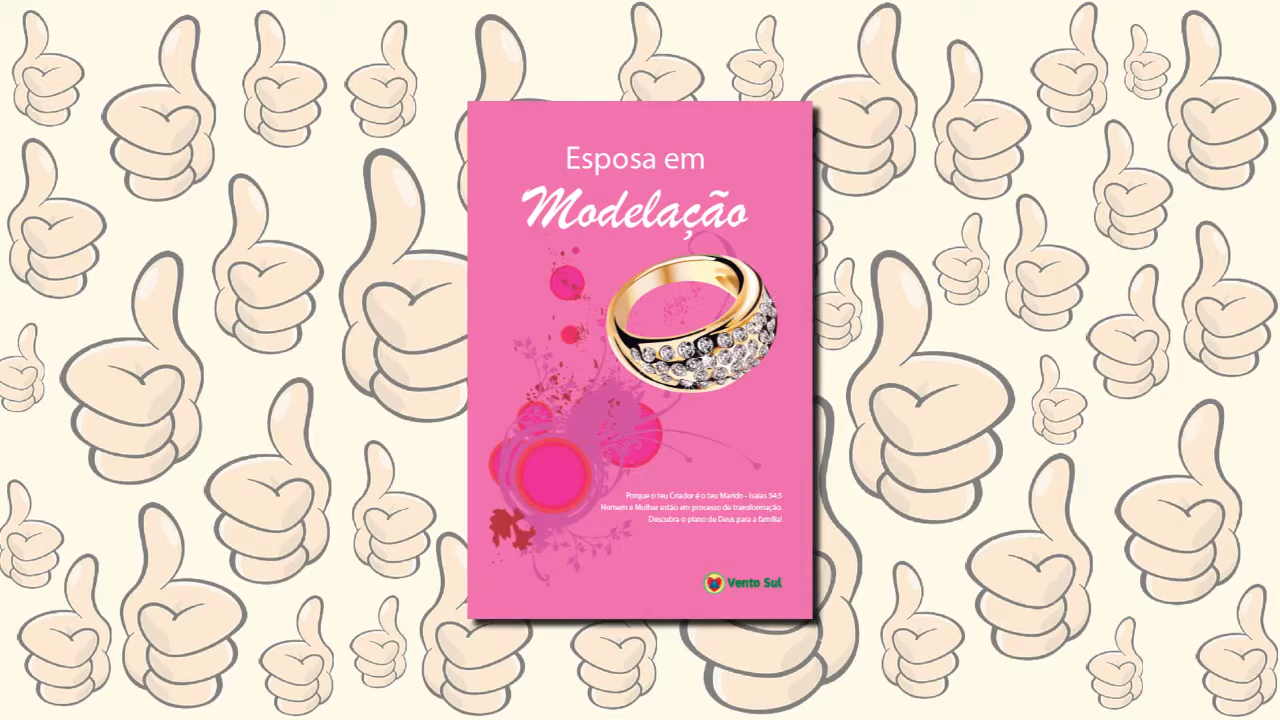 Esposa em
Modelação
Porque o teu Criador é o teu Marido - Isaías 54:5
Homem e Mulher estão em processo de transformação.
Descubra o plano de Deus para a família!
Vento Sul